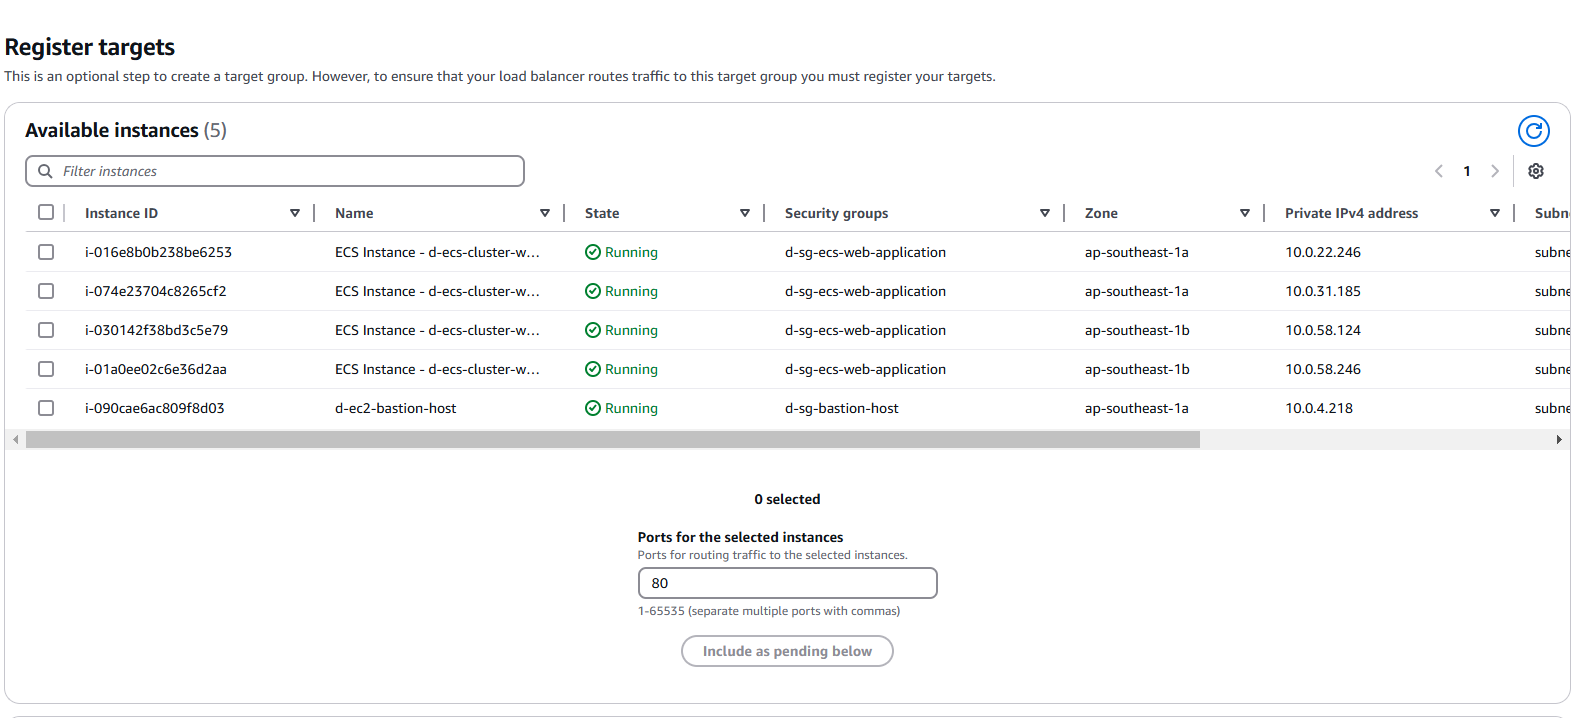 Register targets
This is an optional step to create a target group. However, to ensure that your load balancer routes traffic to this target group you must register your targets.
Available instances (5)
Filter instances
1
Instance ID Name State Security groups Zone Private IPv4 address Subn
i-016e8b0b238be6253 ECS Instance - d-ecs-cluster-w... Running d-sg-ecs-web-application ap-southeast-1a 10.0.22.246 subne
i-074e23704c8265cf2 ECS Instance - d-ecs-cluster-w... Running d-sg-ecs-web-application ap-southeast-1a 10.0.31.185 subne
i-030142f38bd3c5e79 ECS Instance - d-ecs-cluster-w... Running d-sg-ecs-web-application ap-southeast-1b 10.0.58.124 subne
i-01a0ee02c6e36d2aa ECS Instance - d-ecs-cluster-w... Running d-sg-ecs-web-application ap-southeast-1b 10.0.58.246 subne
i-090cae6ac809f8d03 d-ec2-bastion-host Running d-sg-bastion-host ap-southeast-1a 10.0.4.218 subne
0 selected
Ports for the selected instances
Ports for routing traffic to the selected instances.
80
1-65535 (separate multiple ports with commas)
Include as pending below